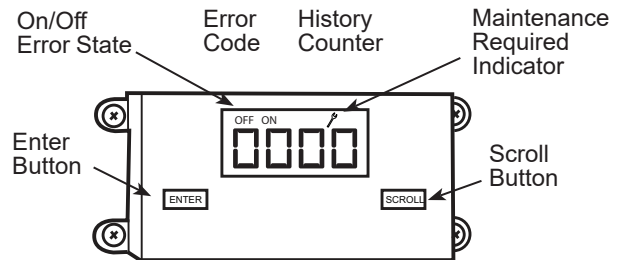 On/Off
Error State
Error
Code
History
Counter
Maintenance
Required
Indicator
OFF ON
0000
Enter
Button
Scroll
Button
ENTER
SCROLL